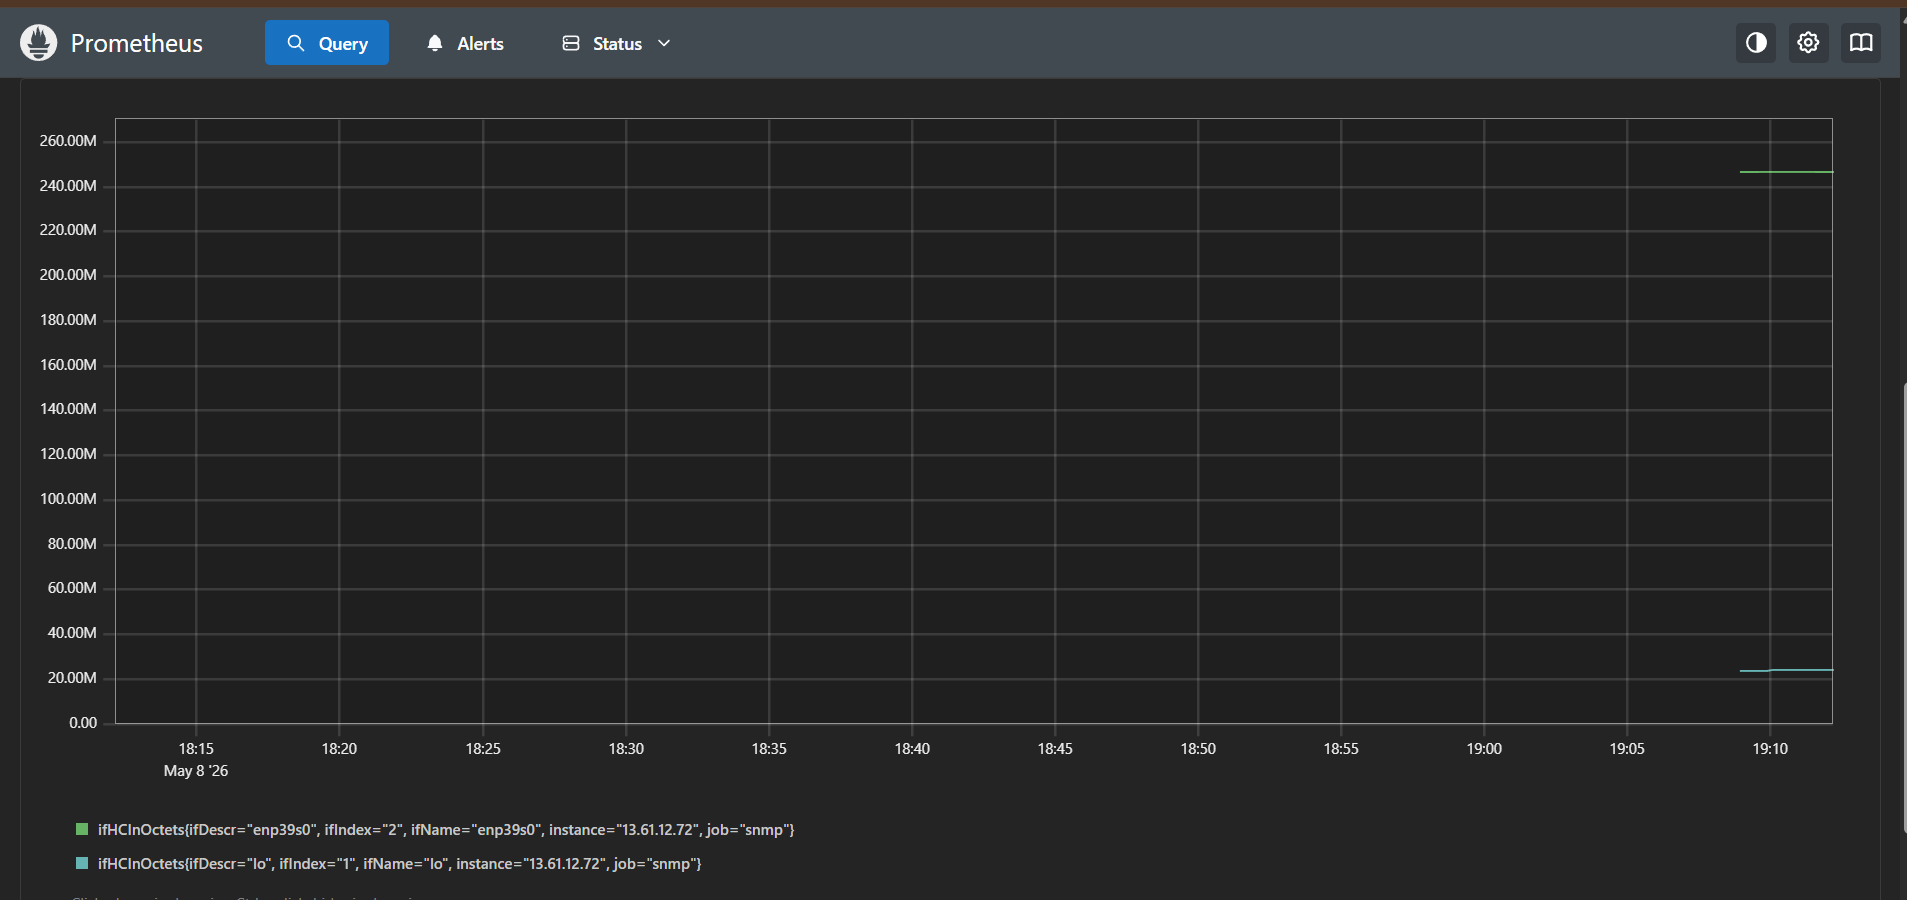 Prometheus
Query
Alerts
Status
260.00M
240.00M
220.00M
200.00M
180.00M
160.00M
140.00M
120.00M
100.00M
80.00M
60.00M
40.00M
20.00M
0.00
18:15 18:20 18:25 18:30 18:35 18:40 18:45 18:50 18:55 19:00 19:05 19:10
May 8 '26
ifHCInOctets{ifDescr="enp39s0", ifIndex="2", ifName="enp39s0", instance="13.61.12.72", job="snmp"}
ifHCInOctets{ifDescr="lo", ifIndex="1", ifName="lo", instance="13.61.12.72", job="snmp"}